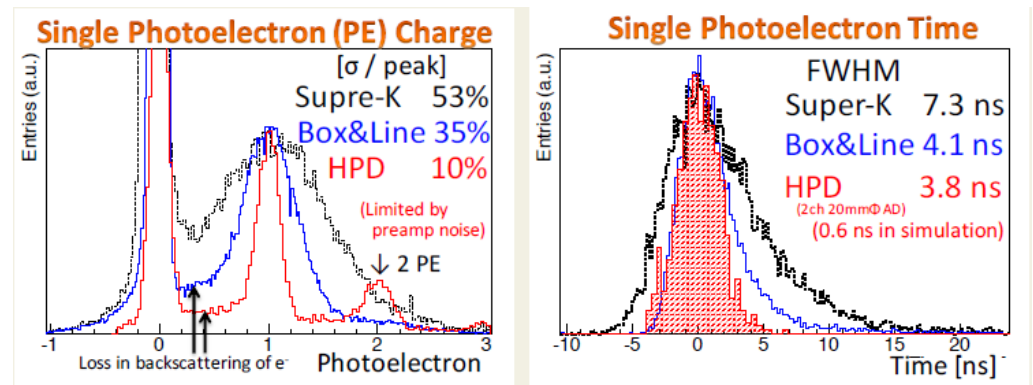 Single Photoelectron (PE) Charge
[σ / peak]
Supre-K 53%
Box&Line 35%
HPD 10%
(Limited by
preamp noise)
↓ 2 PE
Entries (a.u.)
-1 0 1 2 3
Loss in backscattering of e⁻
Photoelectron
Single Photoelectron Time
FWHM
Super-K 7.3 ns
Box&Line 4.1 ns
HPD 3.8 ns
(2ch 20mmΦ AD)
(0.6 ns in simulation)
Entries (a.u.)
-10 -5 0 5 10 15 20
Time [ns]